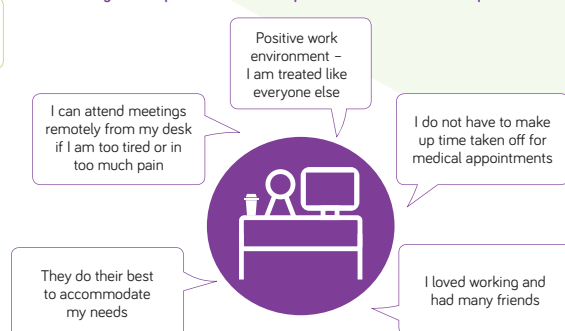 Positive work
environment –
I am treated like
everyone else
I can attend meetings
remotely from my desk
if I am too tired or in
too much pain
I do not have to make
up time taken off for
medical appointments
They do their best
to accommodate
my needs
I loved working and
had many friends